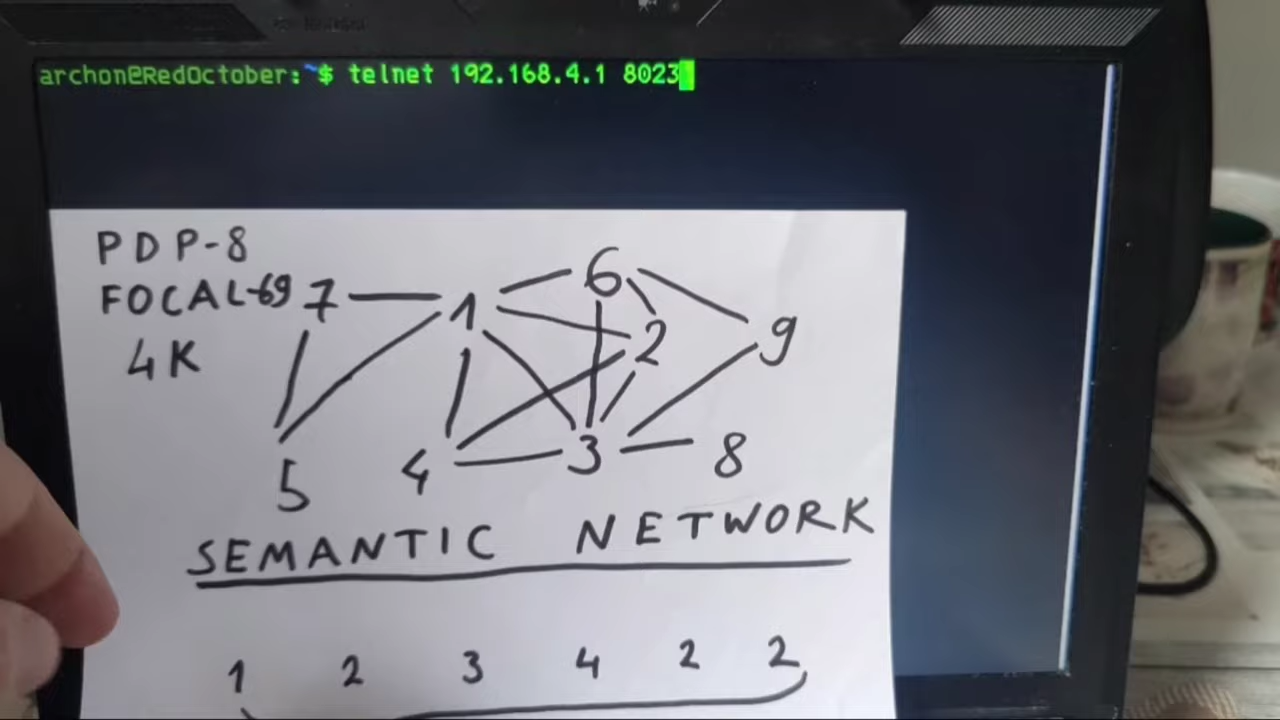 archon@RedOctober:~$ telnet 192.168.4.1 8023
PDP-8
FOCAL-69
4K
6
7 1
2 9
5 4 3 8
SEMANTIC NETWORK
1 2 3 4 2 2